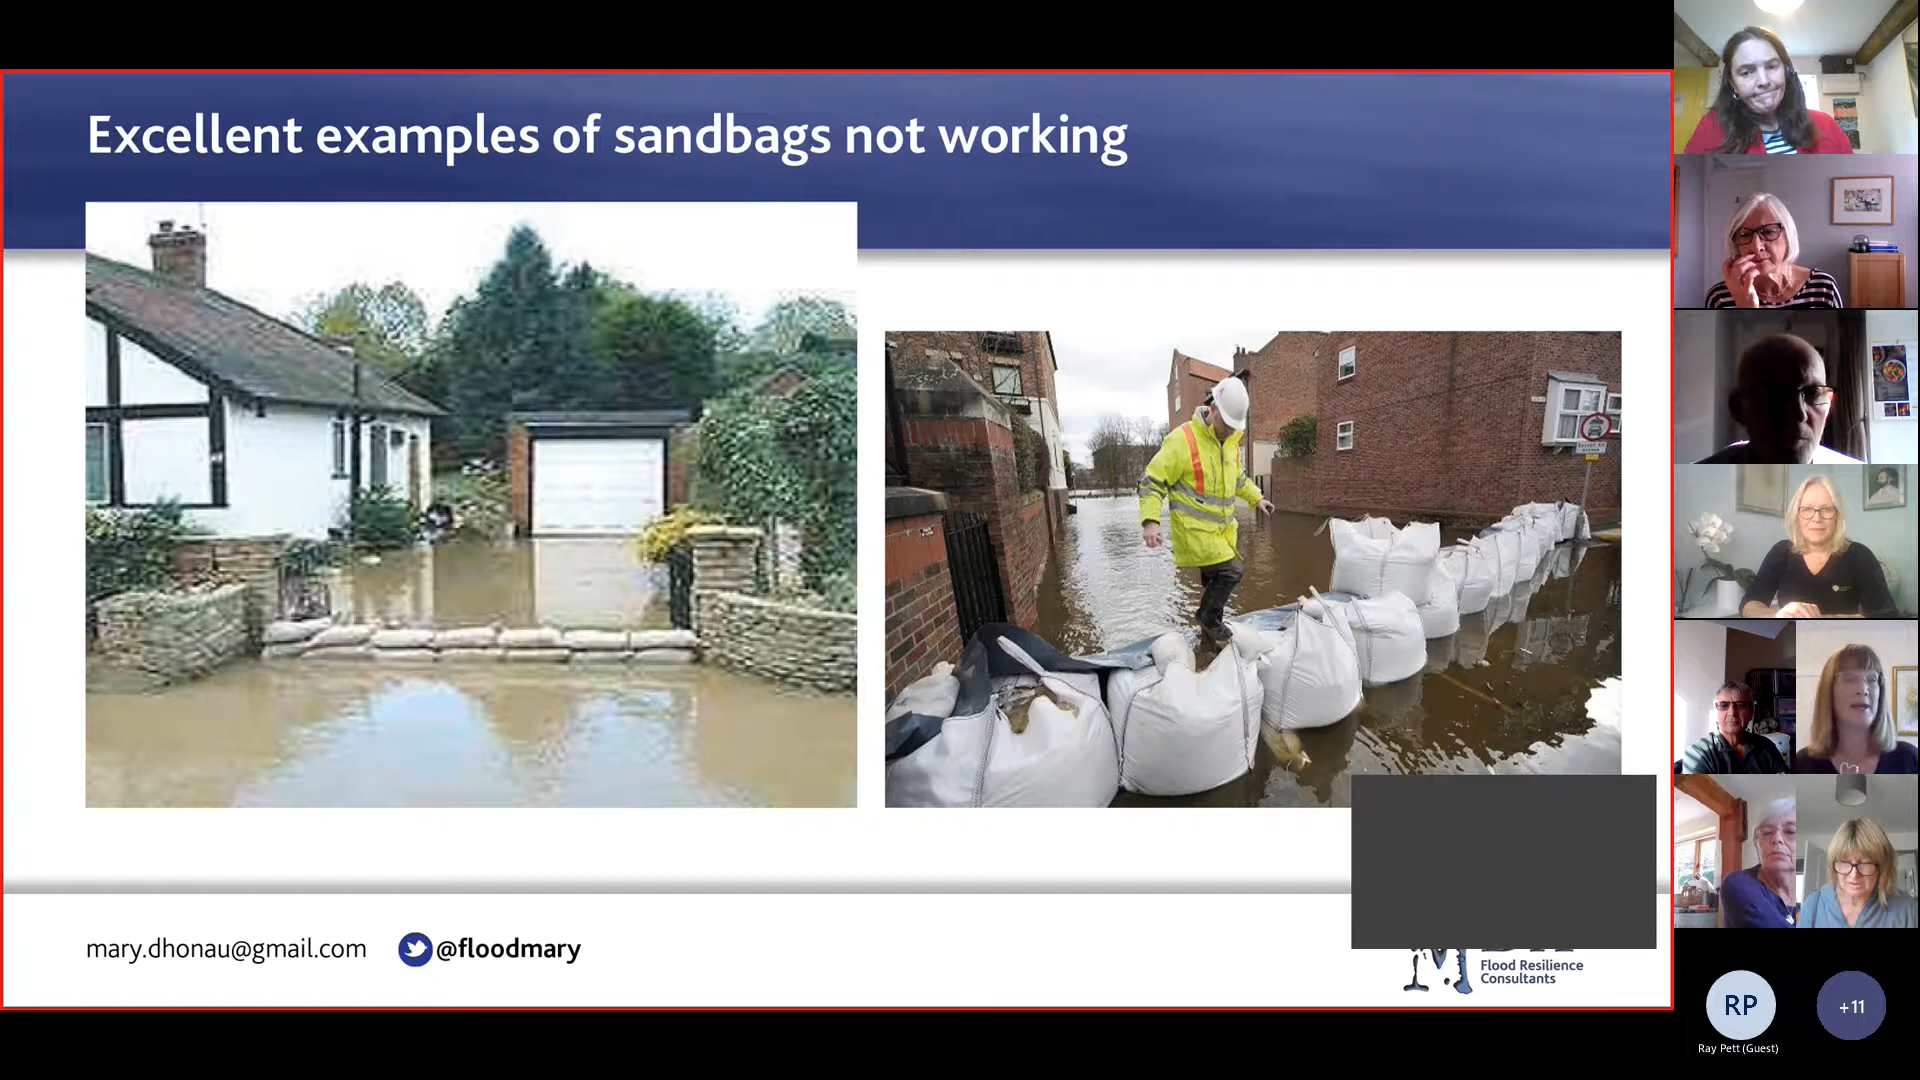 Excellent examples of sandbags not working
mary.dhonau@gmail.com
@floodmary
Flood Resilience
Consultants
RP
+11
Ray Pett (Guest)